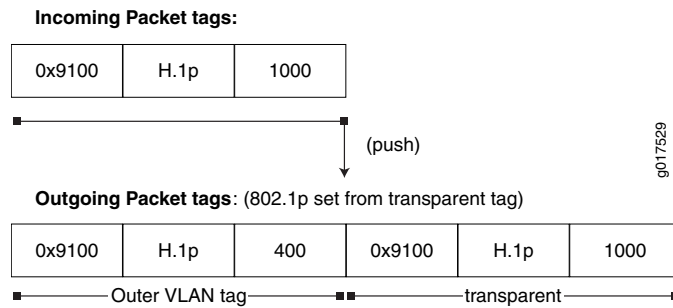 Incoming Packet tags:
0x9100 H.1p 1000
(push)
g017529
Outgoing Packet tags: (802.1p set from transparent tag)
0x9100 H.1p 400 0x9100 H.1p 1000
Outer VLAN tag transparent